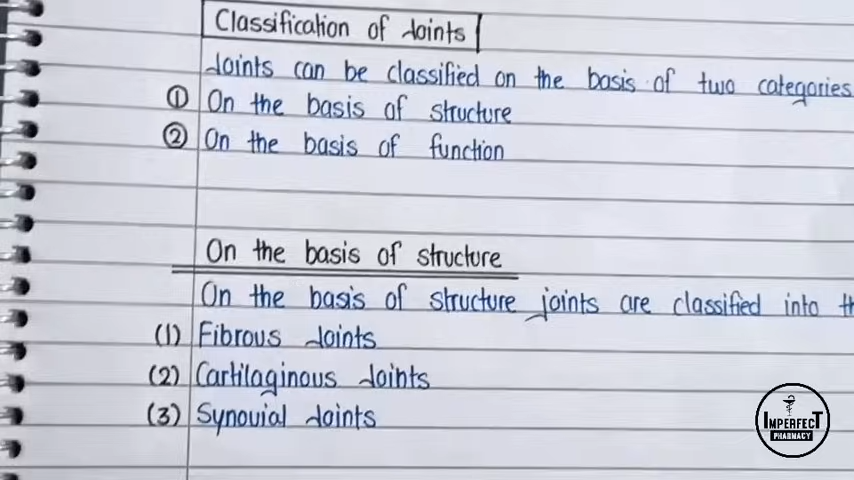 Classification of Joints
Joints can be classified on the basis of two categories
① On the basis of structure
② On the basis of function
On the basis of structure
On the basis of structure joints are classified into th
(1) Fibrous Joints
(2) Cartilaginous Joints
(3) Synovial Joints
IMPERFECT
PHARMACY